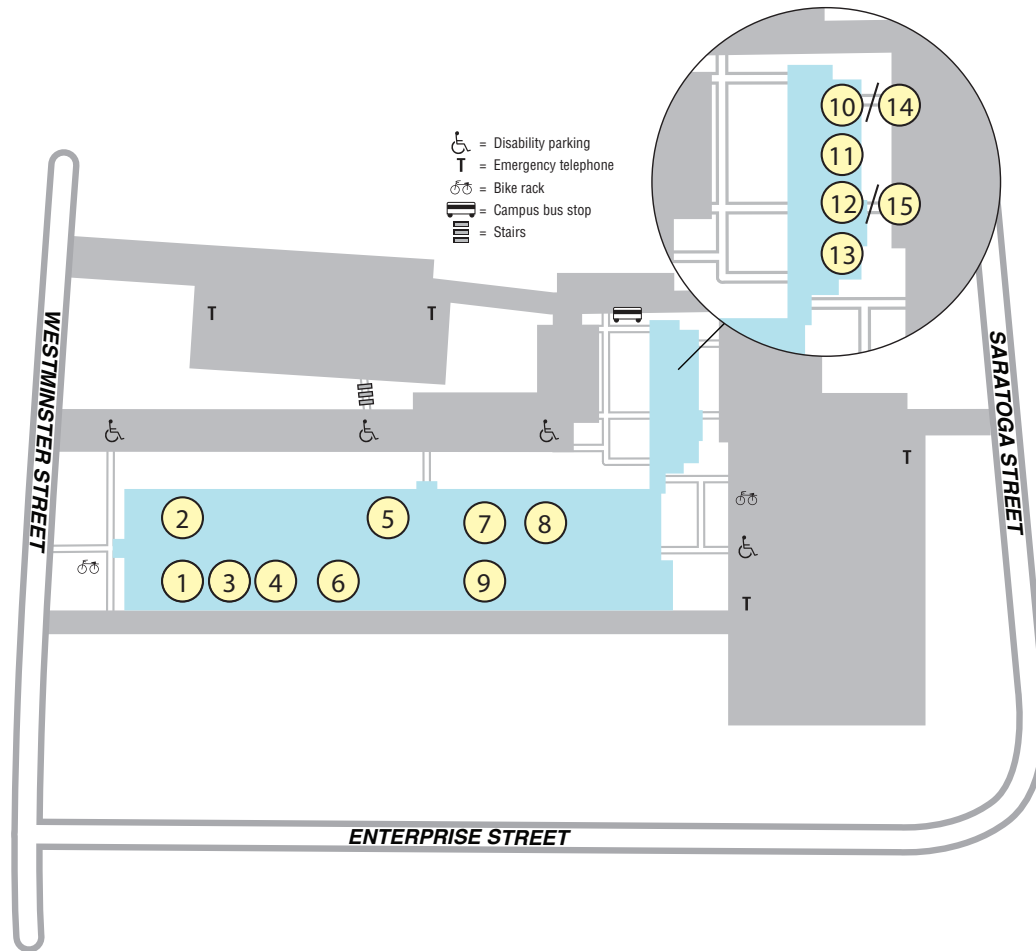 10 / 14
11
12 / 15
13
= Disability parking
T = Emergency telephone
= Bike rack
= Campus bus stop
= Stairs
T
T
WESTMINSTER STREET
SARATOGA STREET
T
2
5
7
8
1
3
4
6
9
T
ENTERPRISE STREET